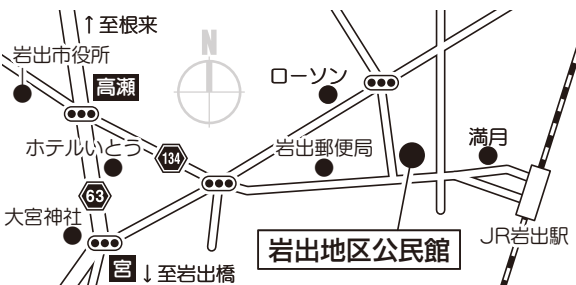 ↑至根来
N
岩出市役所
高瀬
ローソン
ホテルいとう
134
岩出郵便局
満月
63
大宮神社
JR岩出駅
岩出地区公民館
宮
↓至岩出橋